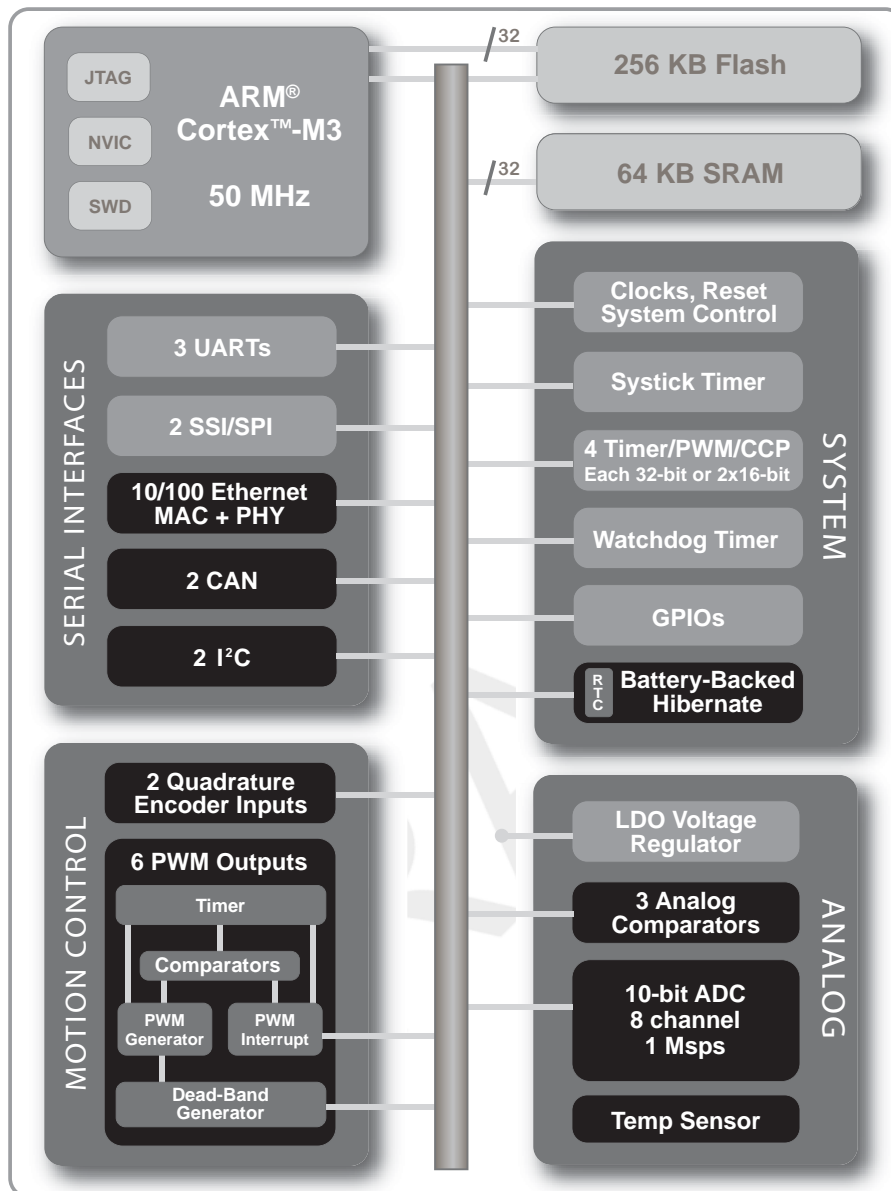 JTAG
NVIC
SWD
ARM®
Cortex™-M3
50 MHz
32
256 KB Flash
32
64 KB SRAM
SERIAL INTERFACES
3 UARTs
2 SSI/SPI
10/100 Ethernet
MAC + PHY
2 CAN
2 I²C
SYSTEM
Clocks, Reset
System Control
Systick Timer
4 Timer/PWM/CCP
Each 32-bit or 2x16-bit
Watchdog Timer
GPIOs
RTC
Battery-Backed
Hibernate
MOTION CONTROL
2 Quadrature
Encoder Inputs
6 PWM Outputs
Timer
Comparators
PWM
Generator
PWM
Interrupt
Dead-Band
Generator
ANALOG
LDO Voltage
Regulator
3 Analog
Comparators
10-bit ADC
8 channel
1 Msps
Temp Sensor